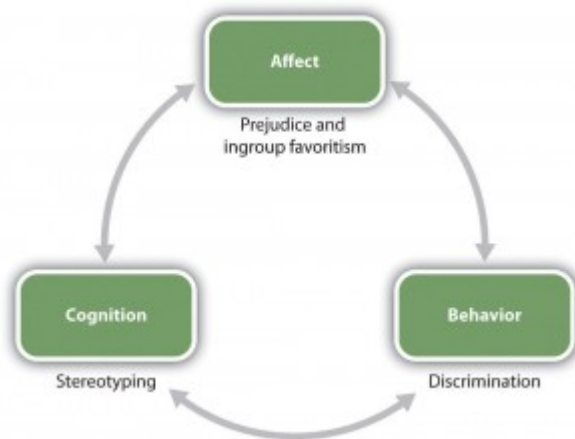 Affect
Prejudice and
ingroup favoritism
Cognition
Behavior
Stereotyping
Discrimination